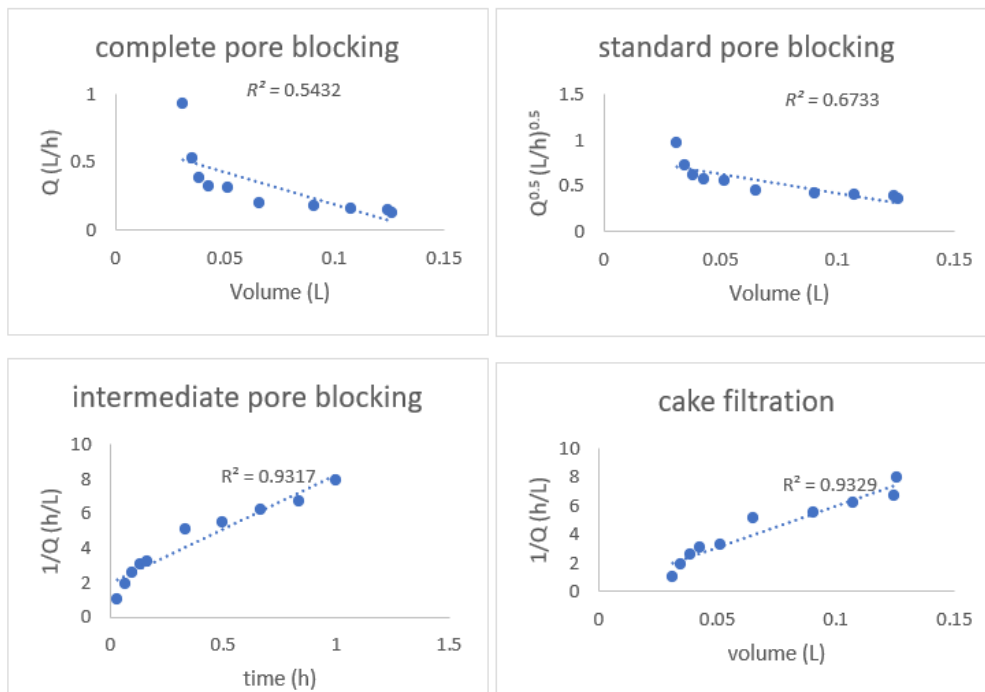 complete pore blocking
R² = 0.5432
1
0.5
0
0
0.05
0.1
0.15
Q (L/h)
Volume (L)
standard pore blocking
R² = 0.6733
1.5
1
0.5
0
0
0.05
0.1
0.15
Q^0.5 (L/h)^0.5
Volume (L)
intermediate pore blocking
R² = 0.9317
10
8
6
4
2
0
0
0.5
1
1.5
1/Q (h/L)
time (h)
cake filtration
R² = 0.9329
10
8
6
4
2
0
0
0.05
0.1
0.15
1/Q (h/L)
volume (L)